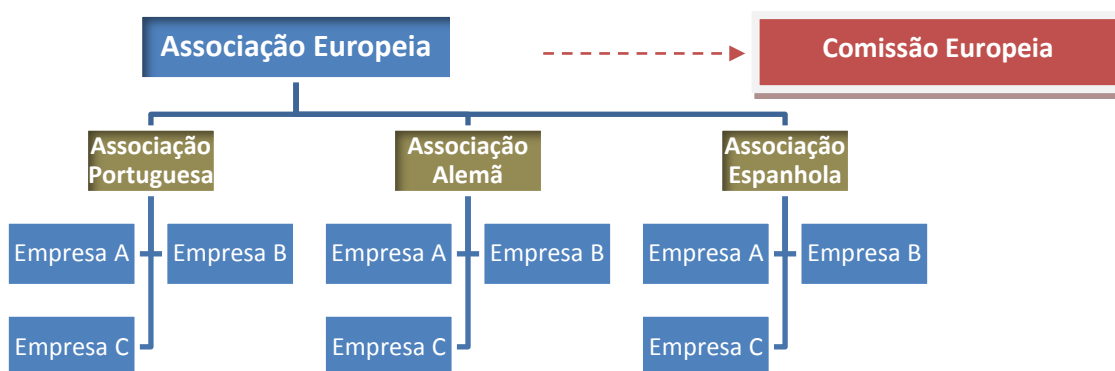 Associação Europeia
Comissão Europeia
Associação
Portuguesa
Associação
Alemã
Associação
Espanhola
Empresa A
Empresa B
Empresa A
Empresa B
Empresa A
Empresa B
Empresa C
Empresa C
Empresa C